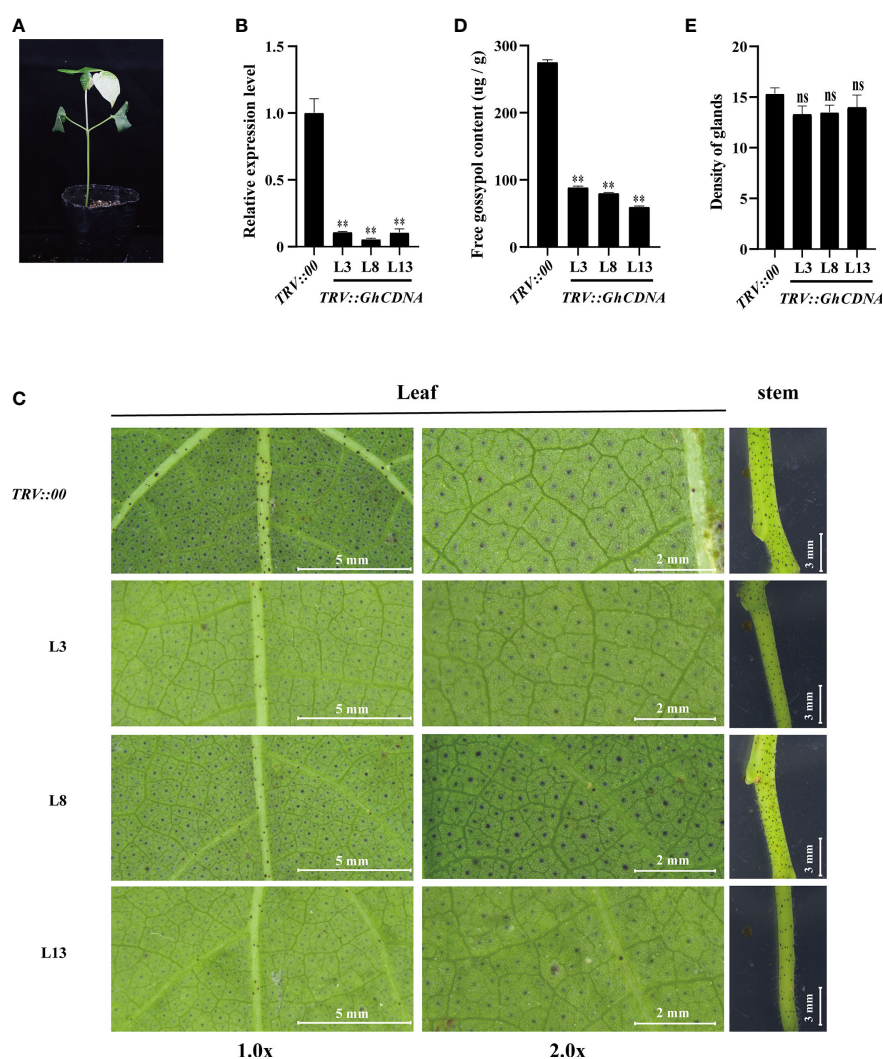 A
B
Relative expression level
1.5
1.0
0.5
0
**
**
**
TRV::00
L3 L8 L13
TRV::GhCDNA
D
Free gossypol content (ug / g)
300
200
100
0
**
**
**
TRV::00
L3 L8 L13
TRV::GhCDNA
E
Density of glands
20
15
10
5
0
ns
ns
ns
TRV::00
L3 L8 L13
TRV::GhCDNA
C
Leaf
stem
TRV::00
5 mm
2 mm
3 mm
L3
5 mm
2 mm
3 mm
L8
5 mm
2 mm
3 mm
L13
5 mm
2 mm
3 mm
1.0x
2.0x